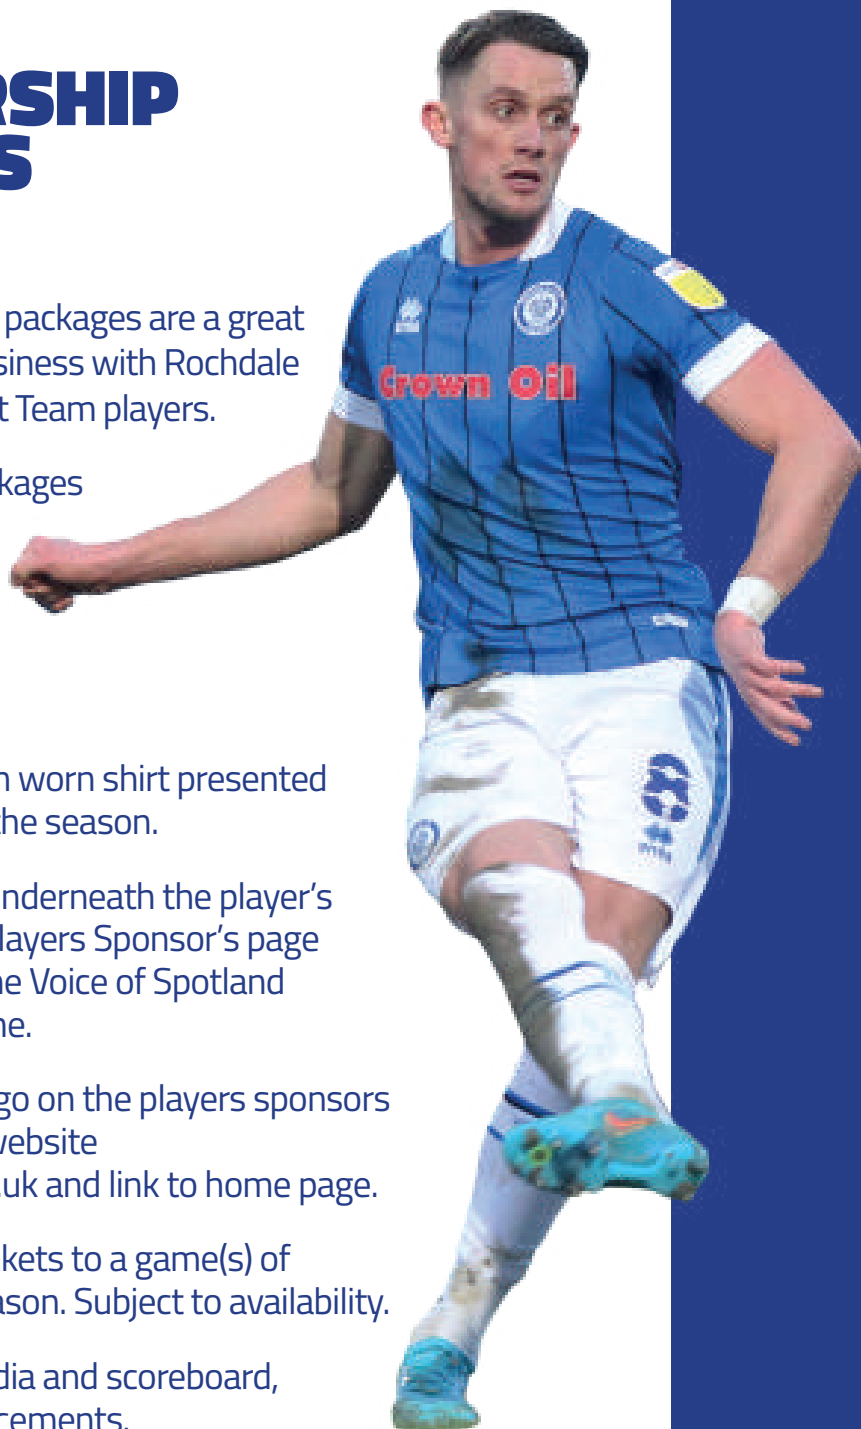 RSHIP
S
packages are a great
siness with Rochdale
t Team players.
kages
n worn shirt presented
the season.
nderneath the player's
layers Sponsor's page
he Voice of Spotland
ne.
go on the players sponsors
website
.uk and link to home page.
kets to a game(s) of
ason. Subject to availability.
dia and scoreboard,
cements.
Crown Oil
8